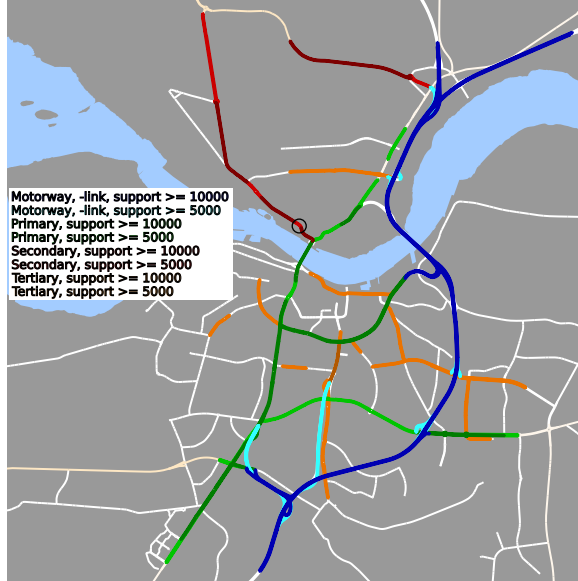 Motorway, -link, support >= 10000
Motorway, -link, support >= 5000
Primary, support >= 10000
Primary, support >= 5000
Secondary, support >= 10000
Secondary, support >= 5000
Tertiary, support >= 10000
Tertiary, support >= 5000